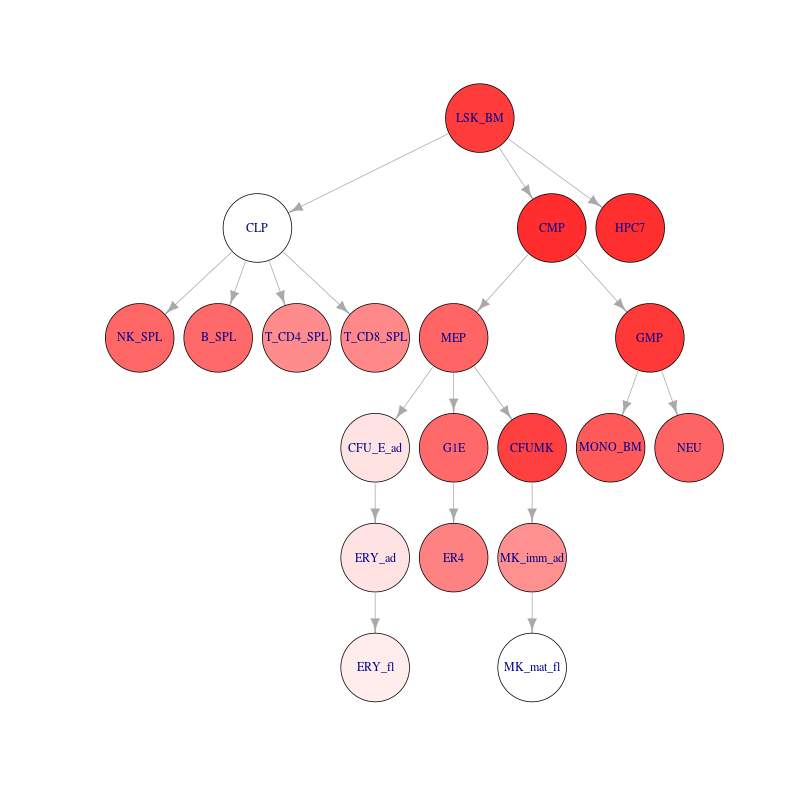 LSK_BM
CLP
CMP
HPC7
NK_SPL
B_SPL
T_CD4_SPL
T_CD8_SPL
MEP
GMP
CFU_E_ad
G1E
CFUMK
MONO_BM
NEU
ERY_ad
ER4
MK_imm_ad
ERY_fl
MK_mat_fl